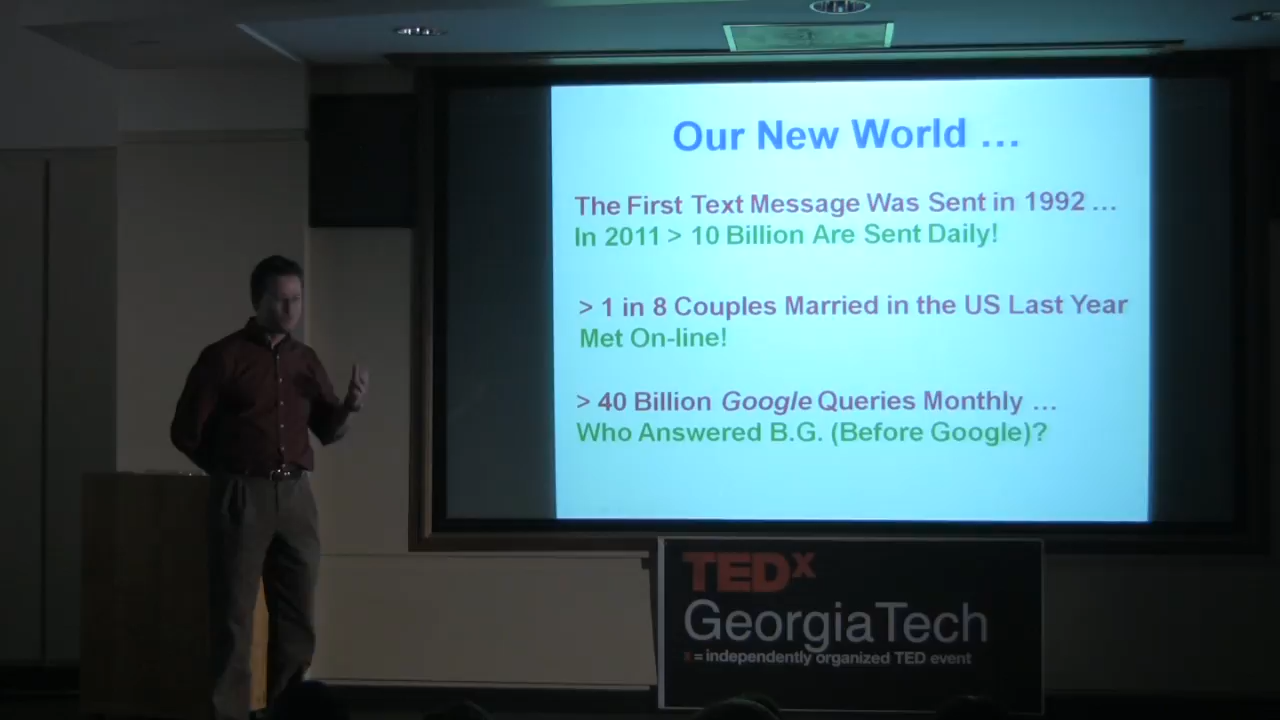 Our New World ...
The First Text Message Was Sent in 1992 ...
In 2011 > 10 Billion Are Sent Daily!
> 1 in 8 Couples Married in the US Last Year
Met On-line!
> 40 Billion Google Queries Monthly ...
Who Answered B.G. (Before Google)?
TEDx
GeorgiaTech
x = independently organized TED event